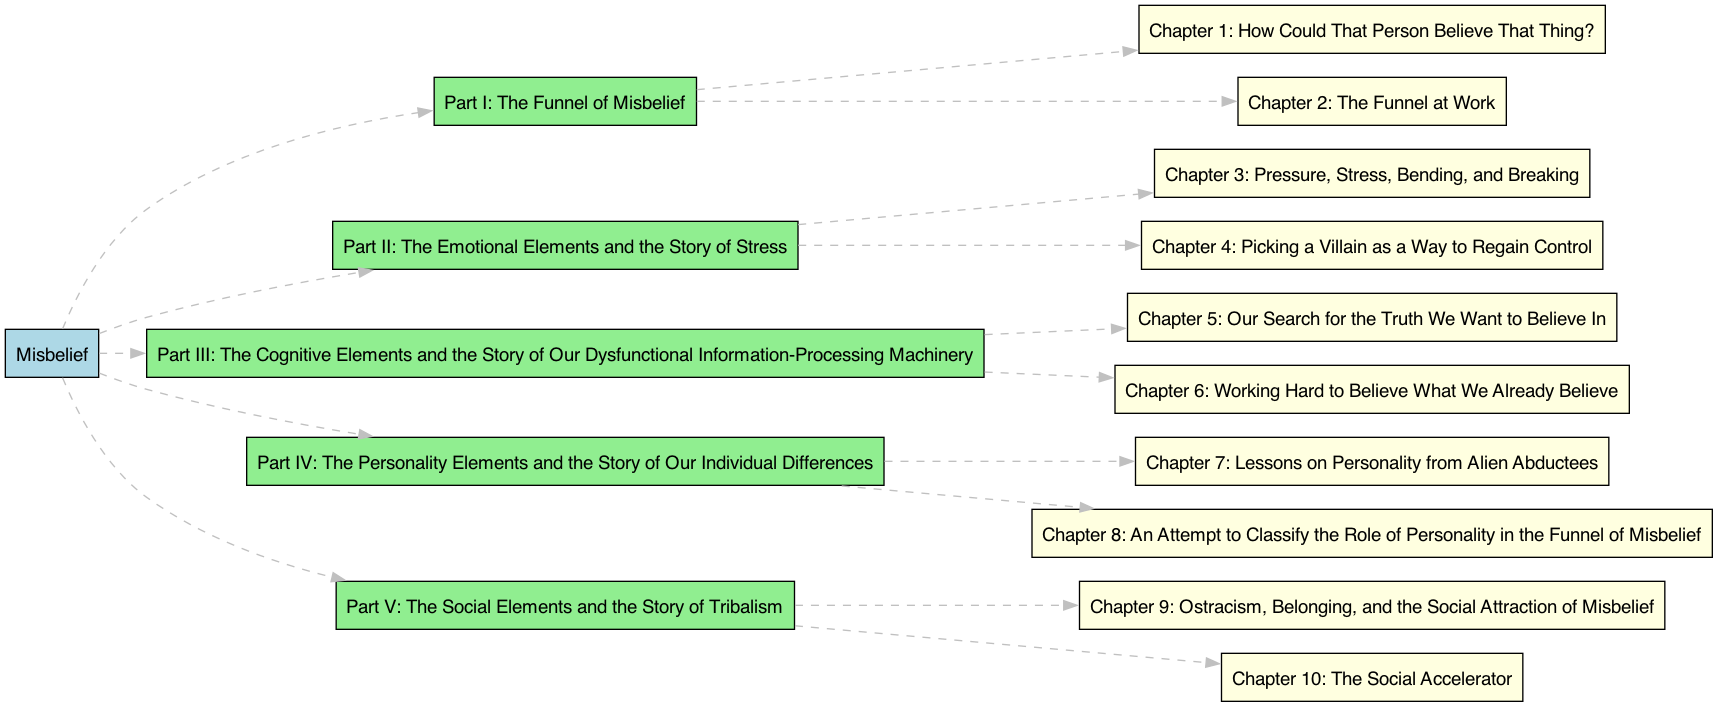 Misbelief
Part I: The Funnel of Misbelief
Chapter 1: How Could That Person Believe That Thing?
Chapter 2: The Funnel at Work
Part II: The Emotional Elements and the Story of Stress
Chapter 3: Pressure, Stress, Bending, and Breaking
Chapter 4: Picking a Villain as a Way to Regain Control
Part III: The Cognitive Elements and the Story of Our Dysfunctional Information-Processing Machinery
Chapter 5: Our Search for the Truth We Want to Believe In
Chapter 6: Working Hard to Believe What We Already Believe
Part IV: The Personality Elements and the Story of Our Individual Differences
Chapter 7: Lessons on Personality from Alien Abductees
Chapter 8: An Attempt to Classify the Role of Personality in the Funnel of Misbelief
Part V: The Social Elements and the Story of Tribalism
Chapter 9: Ostracism, Belonging, and the Social Attraction of Misbelief
Chapter 10: The Social Accelerator